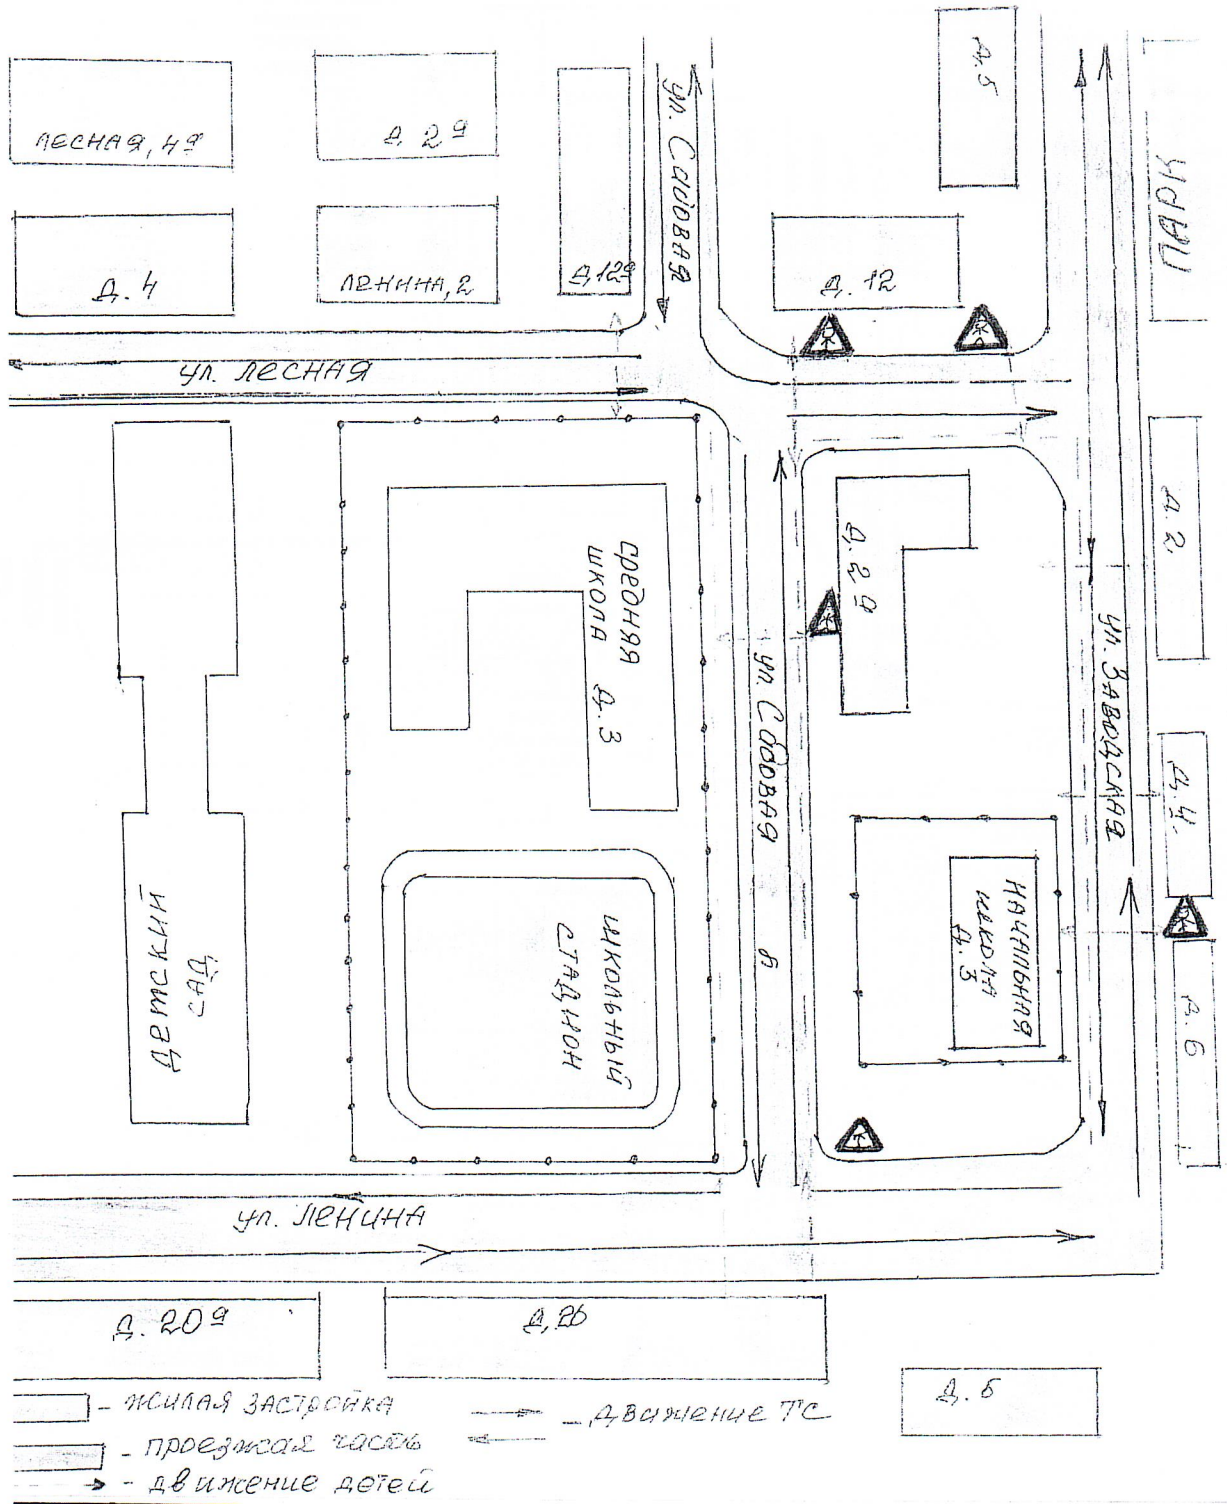 ЛЕСНАЯ, 4а
Д. 2а
Д.4
ЛЕНИНА, 2
Д.12а
ул. Садовая
Д.5
Д. 12
ПАРК
ул. ЛЕСНАЯ
средняя
школа Д.3
Д.2а
Д.2
ул. Садовая
ул. ЗАВОДСКАЯ
Д.4.
НАЧАЛЬНАЯ
школа
Д.3
Детский
сад
школьный
стадион
Д.6
ул. ЛЕНИНА
Д. 20а
Д.26
Д.5
- жилая застройка
- Движение ТС
- проезжая часть
- движение детей